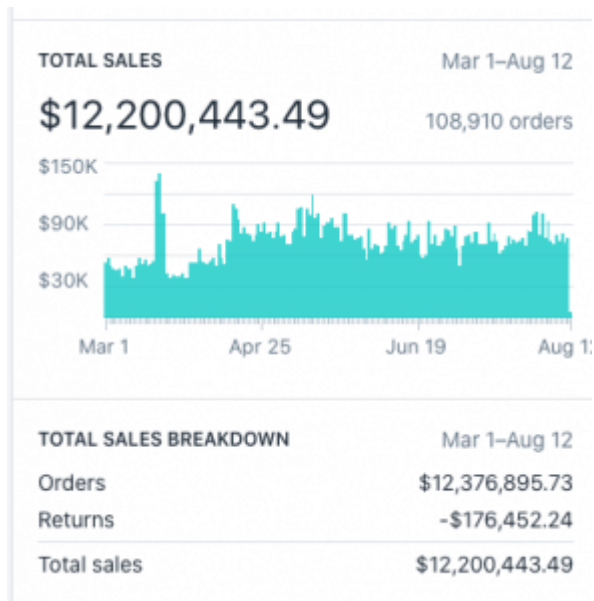 TOTAL SALES Mar 1–Aug 12
$12,200,443.49 108,910 orders
$150K
$90K
$30K
Mar 1 Apr 25 Jun 19 Aug 12
TOTAL SALES BREAKDOWN Mar 1–Aug 12
Orders $12,376,895.73
Returns -$176,452.24
Total sales $12,200,443.49